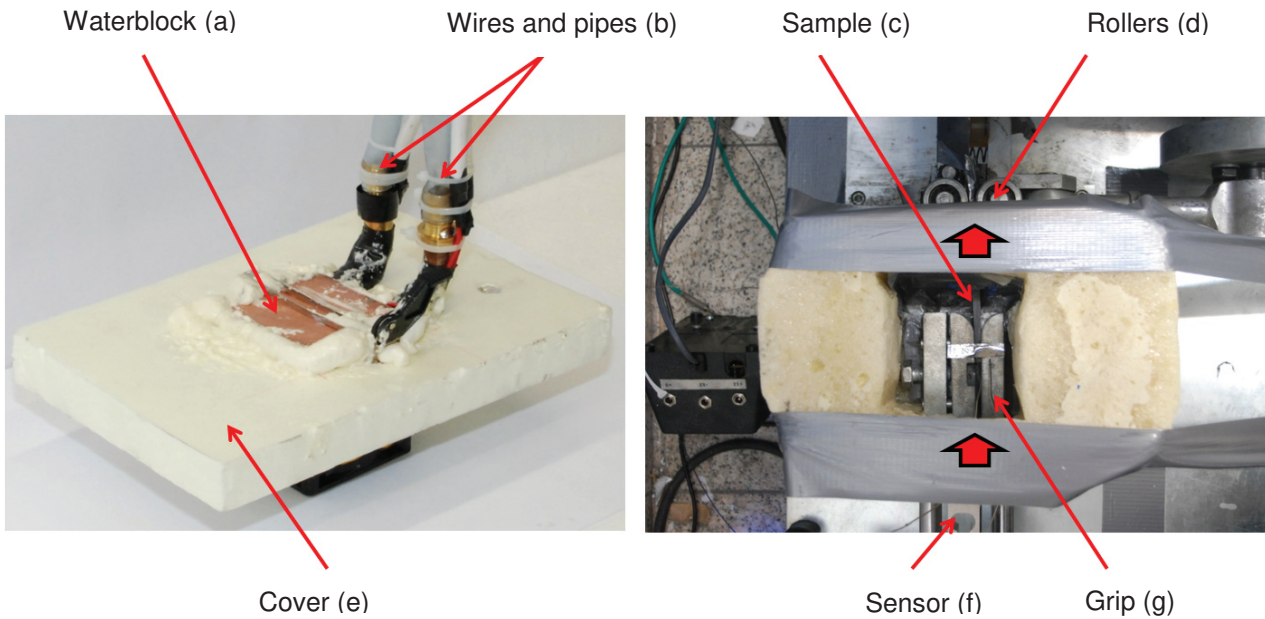 Waterblock (a)
Wires and pipes (b)
Sample (c)
Rollers (d)
Cover (e)
Sensor (f)
Grip (g)